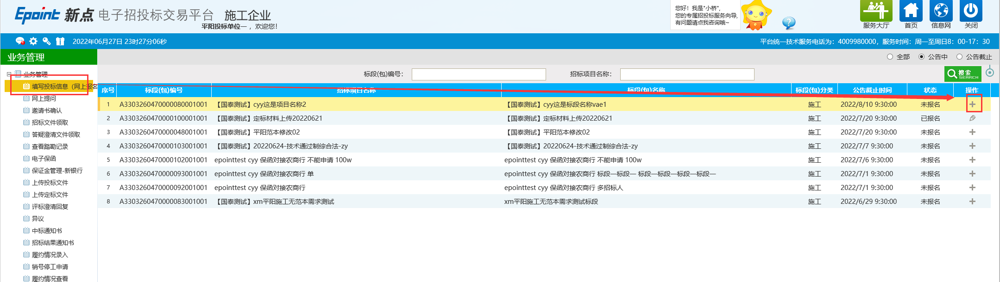 Epoint 新点 电子招投标交易平台 施工企业
平阳投标单位一 ，欢迎您！
您好！我是"小桥"，
您的专属招投标服务向导，
有问题请点我咨询哦~
服务大厅 首页 信息网 关闭
2022年06月27日 23时27分06秒
平台统一技术服务电话为：4009980000，服务时间：周一至周日8：00-17：30
业务管理
全部 公告中 公告截止
标段(包)编号：
招标项目名称：
搜索 SEARCH
业务管理
填写投标信息（网上报名
网上提问
邀请书确认
招标文件领取
答疑澄清文件领取
查看踏勘记录
电子保函
保证金管理-新银行
上传投标文件
上传定标文件
评标澄清回复
异议
中标通知书
招标结果通知书
履约情况录入
销号停工申请
履约情况查看
序号 标段(包)编号 招标项目名称 标段(包)名称 标段(包)分类 公告截止时间 状态 操作
1 A3303260470000080001001 【国泰测试】cyy这是项目名称2 【国泰测试】cyy这是标段名称vae1 施工 2022/8/10 9:30:00 未报名
2 A3303260470000100001001 【国泰测试】定标材料上传20220621 【国泰测试】定标材料上传20220621 施工 2022/7/20 9:30:00 已报名
3 A3303260470000048001001 【国泰测试】平阳范本修改02 【国泰测试】平阳范本修改02 施工 2022/7/20 9:30:00 未报名
4 A3303260470000103001001 【国泰测试】20220624-技术通过制综合法-zy 【国泰测试】20220624-技术通过制综合法-zy 施工 2022/7/7 9:30:00 未报名
5 A3303260470000102001001 epointtest cyy 保函对接农商行 不能申请 100w epointtest cyy 保函对接农商行 不能申请 100w 施工 2022/7/6 9:30:00 未报名
6 A3303260470000093001001 epointtest cyy 保函对接农商行 单 epointtest cyy 保函对接农商行 标段一标段一 标段一标段一标段一标段一 施工 2022/7/1 9:30:00 未报名
7 A3303260470000092001001 epointtest cyy 保函对接农商行 epointtest cyy 保函对接农商行 多招标人 施工 2022/7/1 9:30:00 未报名
8 A3303260470000083001001 【国泰测试】xm平阳施工无范本需求测试 xm平阳施工无范本需求测试标段 施工 2022/6/29 9:30:00 未报名